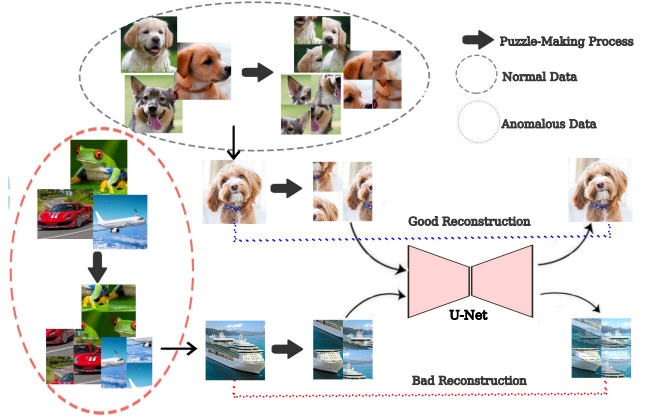 Puzzle-Making Process
Normal Data
Anomalous Data
Good Reconstruction
U-Net
Bad Reconstruction